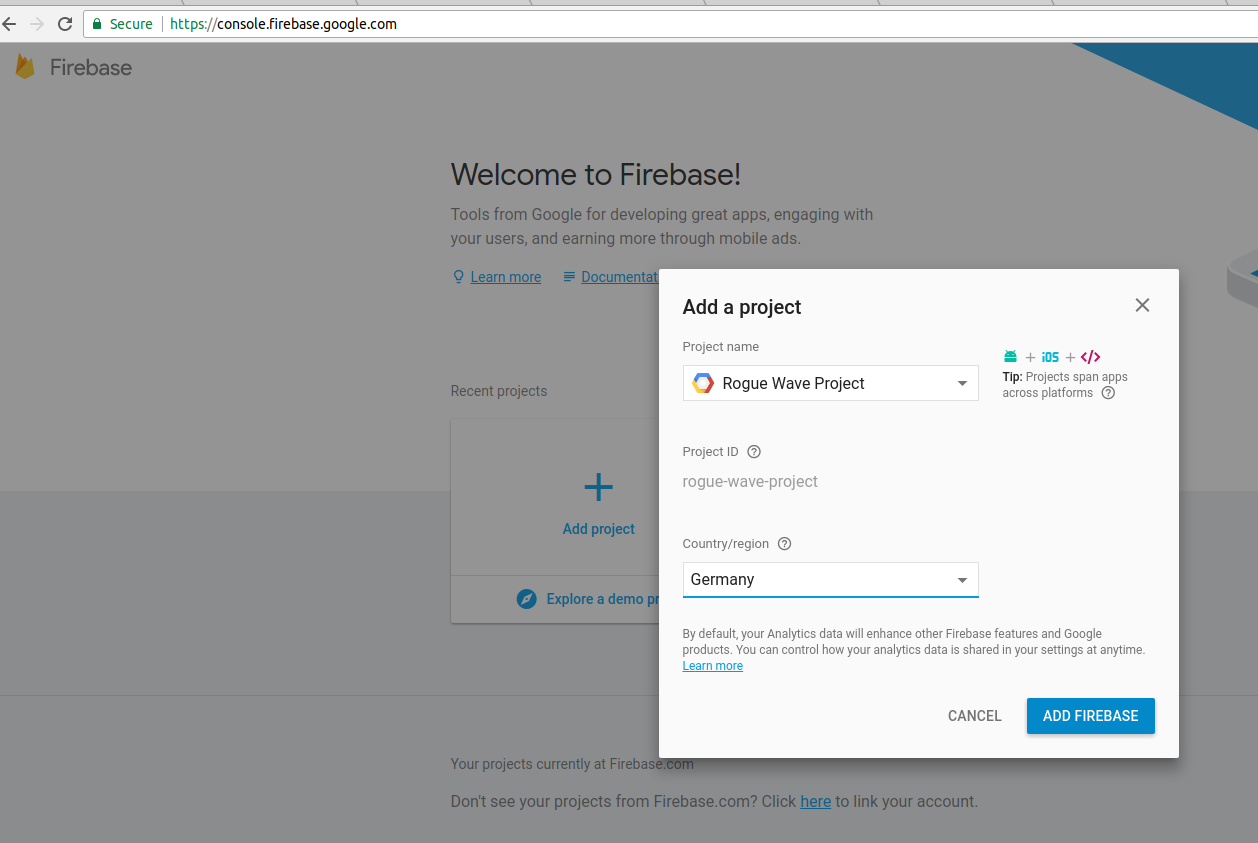 Secure https://console.firebase.google.com
Firebase
Welcome to Firebase!
Tools from Google for developing great apps, engaging with
your users, and earning more through mobile ads.
Learn more
Recent projects
Add project
Explore a demo
Add a project
Project name
Rogue Wave Project
+ iOS + </>
Tip: Projects span apps
across platforms
Project ID
rogue-wave-project
Country/region
Germany
By default, your Analytics data will enhance other Firebase features and Google
products. You can control how your analytics data is shared in your settings at anytime.
Learn more
CANCEL
ADD FIREBASE
Your projects currently at Firebase.com
Don't see your projects from Firebase.com? Click here to link your account.